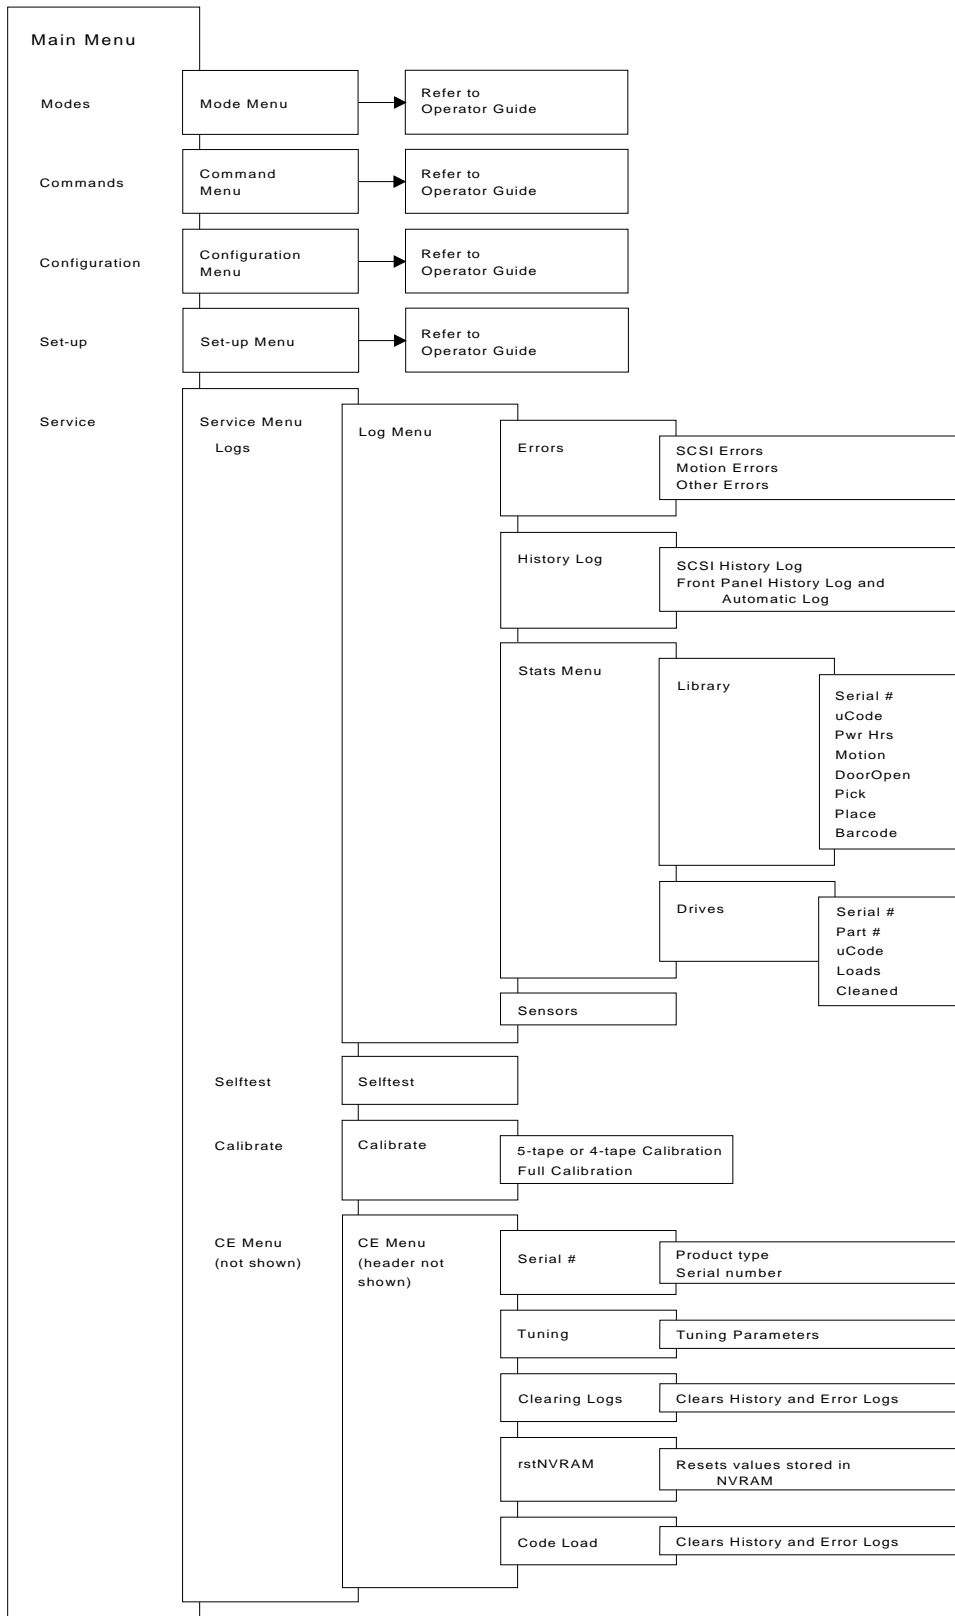 Main Menu
Modes
Mode Menu
Refer to
Operator Guide
Commands
Command
Menu
Refer to
Operator Guide
Configuration
Configuration
Menu
Refer to
Operator Guide
Set-up
Set-up Menu
Refer to
Operator Guide
Service
Service Menu
Logs
Log Menu
Errors
SCSI Errors
Motion Errors
Other Errors
History Log
SCSI History Log
Front Panel History Log and
Automatic Log
Stats Menu
Library
Serial #
uCode
Pwr Hrs
Motion
DoorOpen
Pick
Place
Barcode
Drives
Serial #
Part #
uCode
Loads
Cleaned
Sensors
Selftest
Selftest
Calibrate
Calibrate
5-tape or 4-tape Calibration
Full Calibration
CE Menu
(not shown)
CE Menu
(header not
shown)
Serial #
Product type
Serial number
Tuning
Tuning Parameters
Clearing Logs
Clears History and Error Logs
rstNVRAM
Resets values stored in
NVRAM
Code Load
Clears History and Error Logs